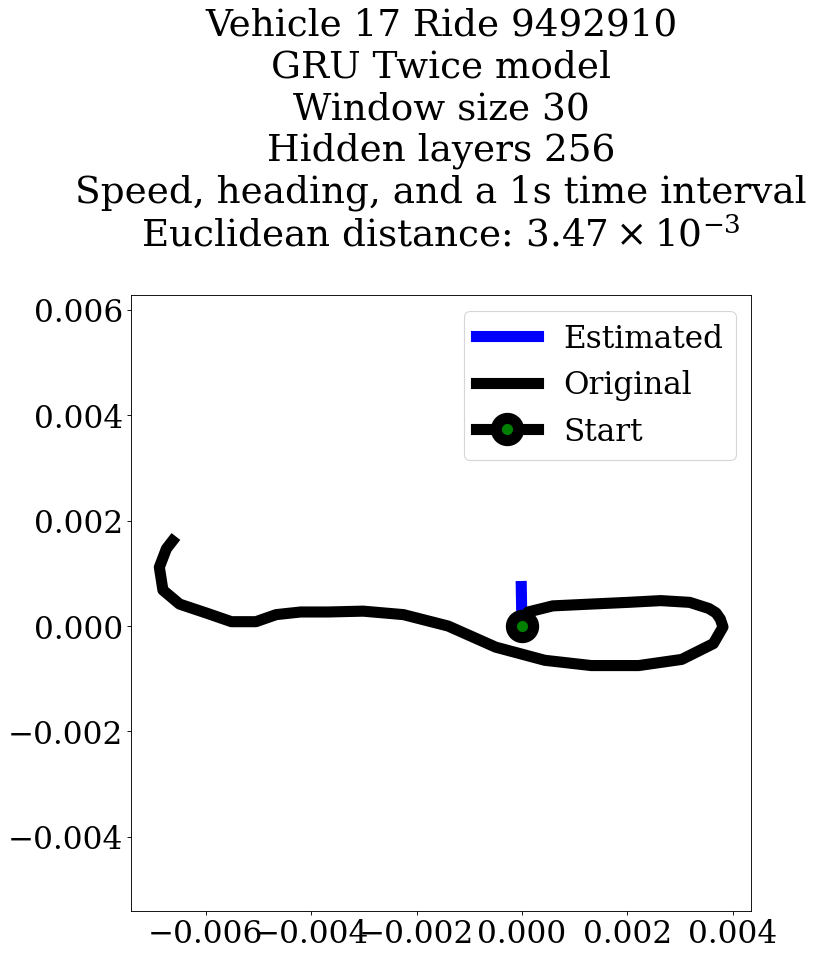 Vehicle 17 Ride 9492910
GRU Twice model
Window size 30
Hidden layers 256
Speed, heading, and a 1s time interval
Euclidean distance: 3.47 × 10⁻³
0.006
0.004
0.002
0.000
−0.002
−0.004
Estimated
Original
Start
−0.006 −0.004 −0.002 0.000 0.002 0.004